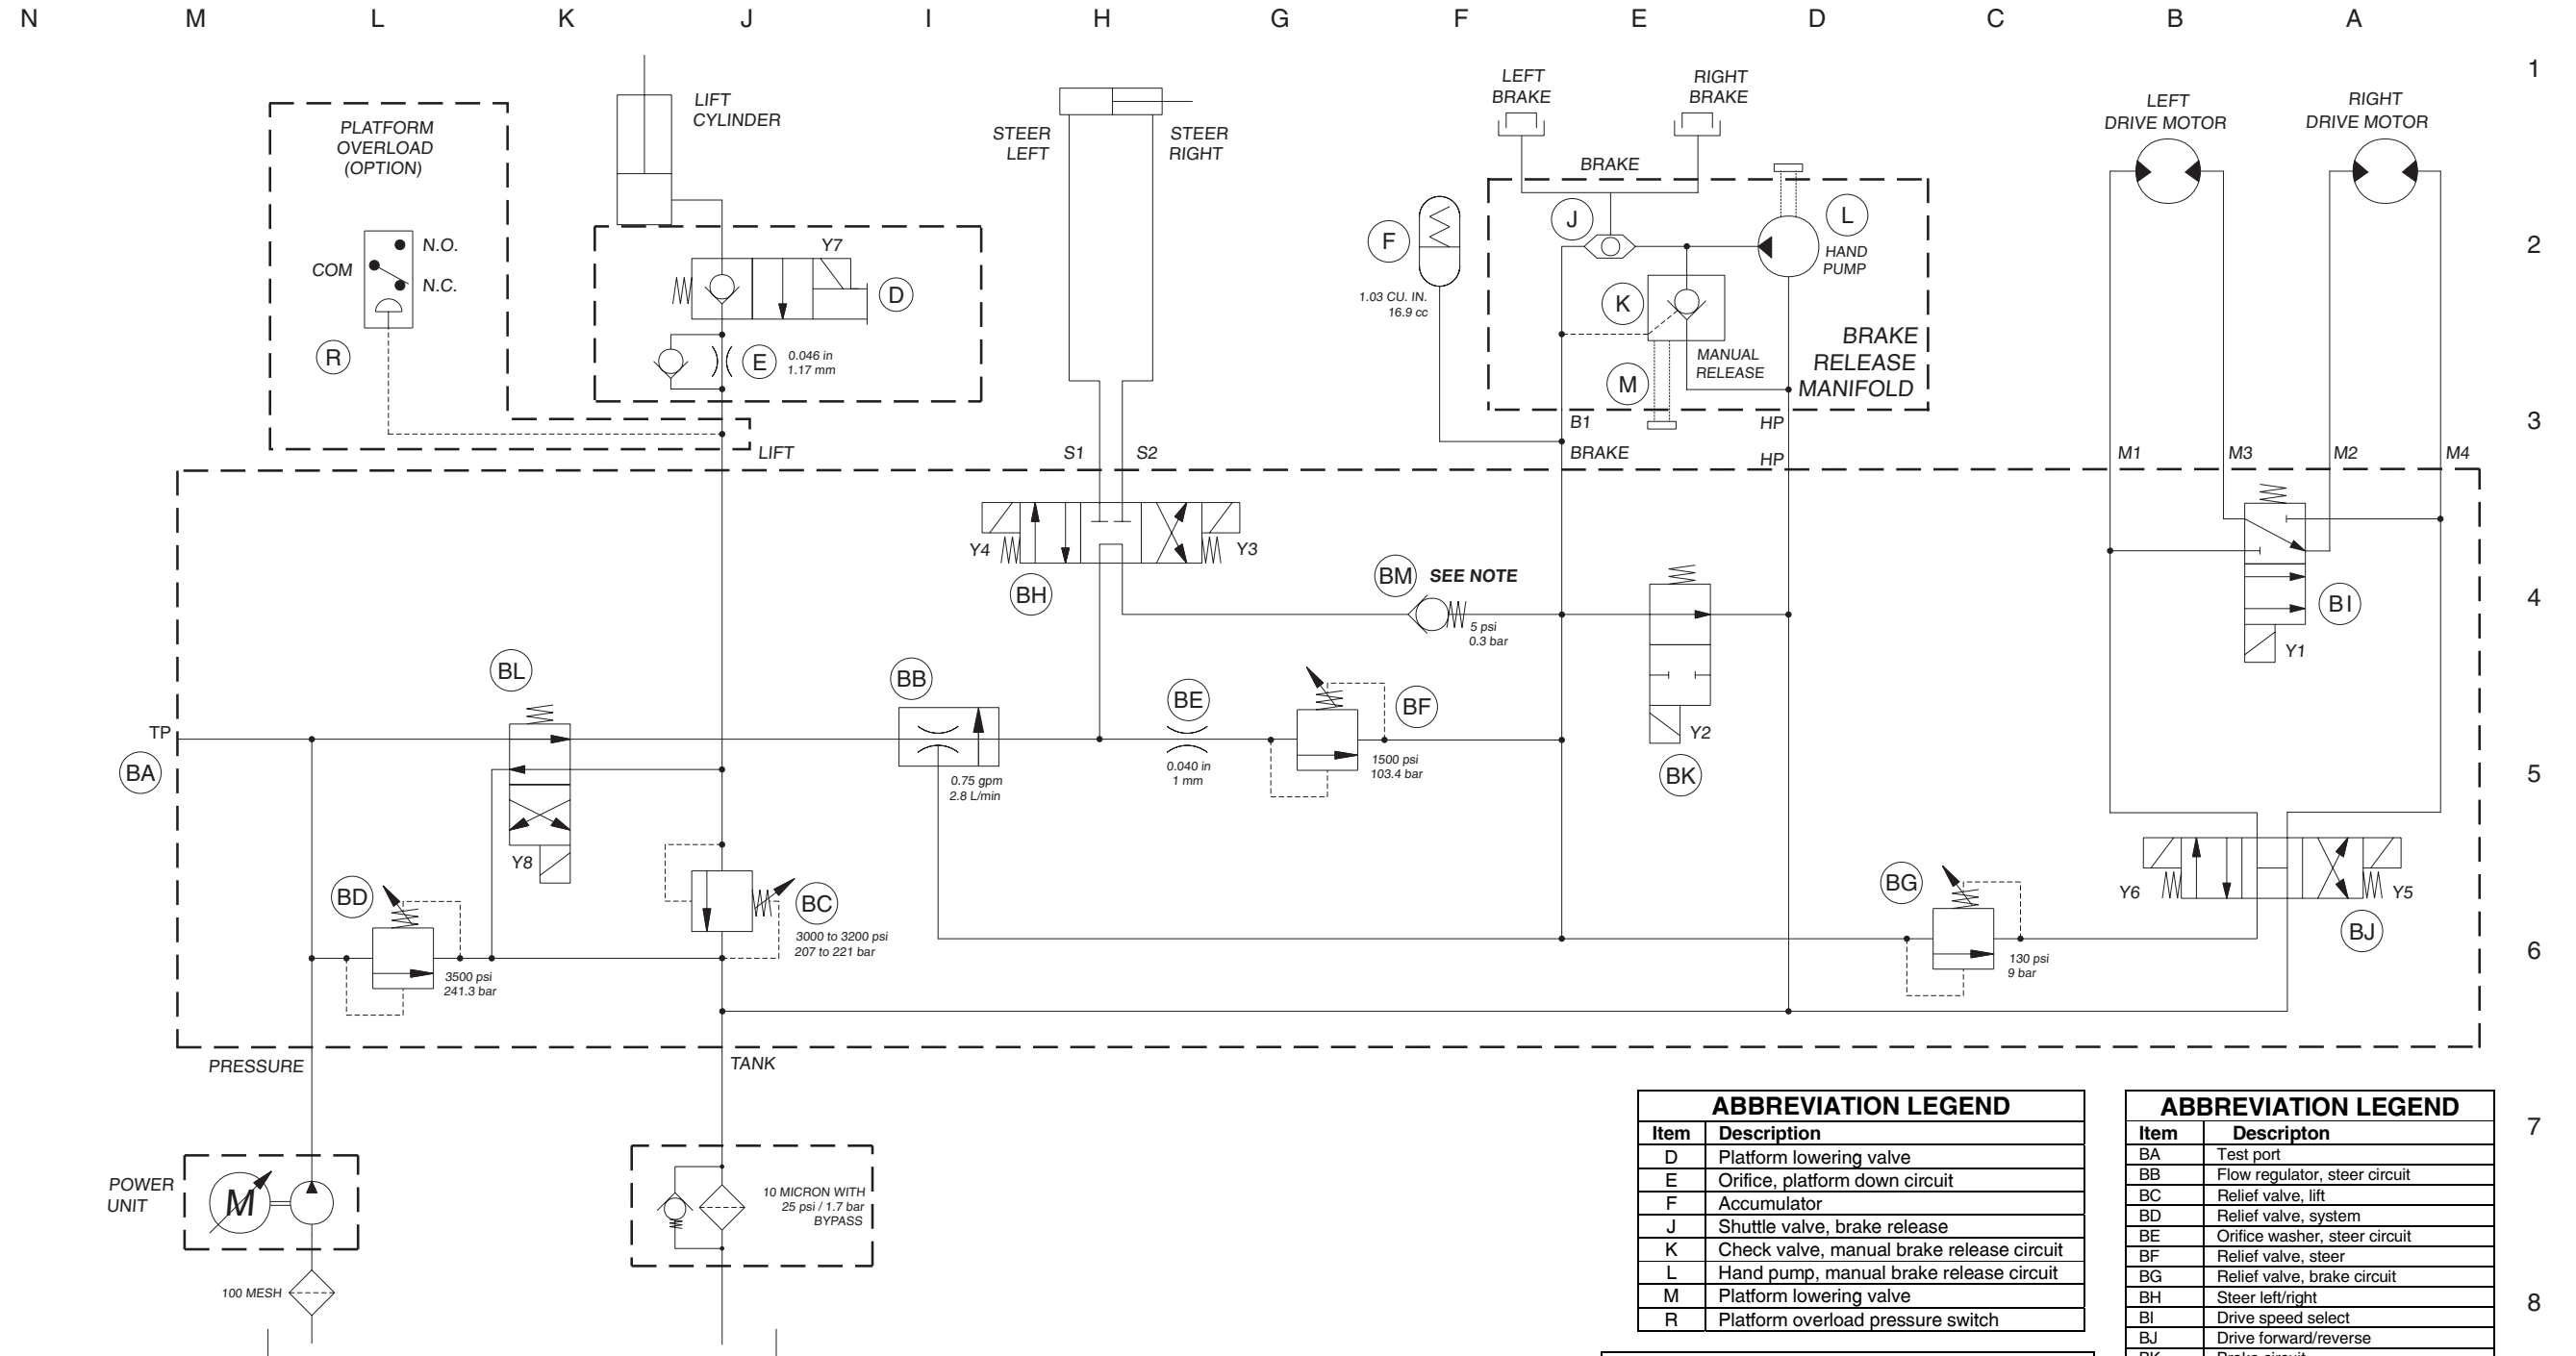 N M L K J I H G F E D C B A
1
2
3
4
5
6
7
8
PLATFORM
OVERLOAD
(OPTION)
COM
N.O.
N.C.
R
LIFT
CYLINDER
Y7
D
E
0.046 in
1.17 mm
LIFT
STEER
LEFT
STEER
RIGHT
S1
S2
LEFT
BRAKE
RIGHT
BRAKE
BRAKE
F
1.03 CU. IN.
16.9 cc
J
L
HAND
PUMP
K
M
MANUAL
RELEASE
BRAKE
RELEASE
MANIFOLD
B1
HP
BRAKE
HP
LEFT
DRIVE MOTOR
RIGHT
DRIVE MOTOR
M1
M3
M2
M4
Y4
Y3
BH
BM
SEE NOTE
5 psi
0.3 bar
BI
Y1
BL
TP
BA
Y8
BB
0.75 gpm
2.8 L/min
BE
0.040 in
1 mm
BF
1500 psi
103.4 bar
Y2
BK
BD
3500 psi
241.3 bar
BC
3000 to 3200 psi
207 to 221 bar
BG
130 psi
9 bar
Y6
Y5
BJ
PRESSURE
TANK
POWER
UNIT
M
100 MESH
10 MICRON WITH
25 psi / 1.7 bar
BYPASS
ABBREVIATION LEGEND
Item Description
D Platform lowering valve
E Orifice, platform down circuit
F Accumulator
J Shuttle valve, brake release
K Check valve, manual brake release circuit
L Hand pump, manual brake release circuit
M Platform lowering valve
R Platform overload pressure switch
ABBREVIATION LEGEND
Item Descripton
BA Test port
BB Flow regulator, steer circuit
BC Relief valve, lift
BD Relief valve, system
BE Orifice washer, steer circuit
BF Relief valve, steer
BG Relief valve, brake circuit
BH Steer left/right
BI Drive speed select
BJ Drive forward/reverse
BK Brake circuit